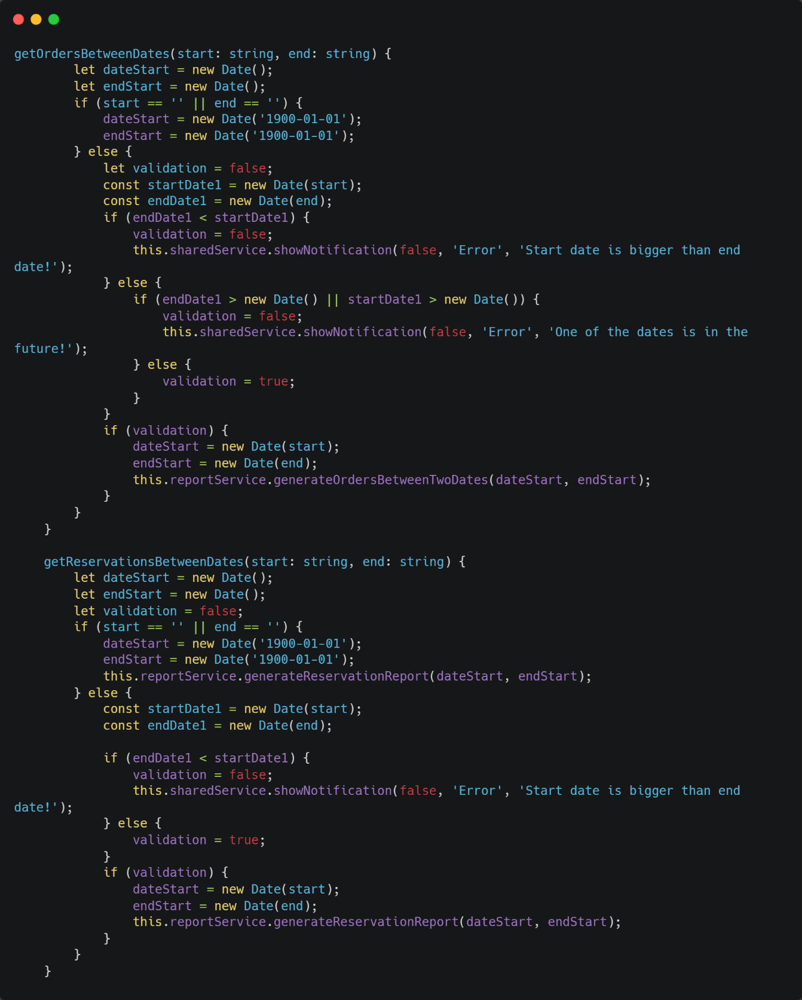 getOrdersBetweenDates(start: string, end: string) {
        let dateStart = new Date();
        let endStart = new Date();
        if (start == '' || end == '') {
            dateStart = new Date('1900-01-01');
            endStart = new Date('1900-01-01');
        } else {
            let validation = false;
            const startDate1 = new Date(start);
            const endDate1 = new Date(end);
            if (endDate1 < startDate1) {
                validation = false;
                this.sharedService.showNotification(false, 'Error', 'Start date is bigger than end
date!');
            } else {
                if (endDate1 > new Date() || startDate1 > new Date()) {
                    validation = false;
                    this.sharedService.showNotification(false, 'Error', 'One of the dates is in the
future!');
                } else {
                    validation = true;
                }
            }
            if (validation) {
                dateStart = new Date(start);
                endStart = new Date(end);
                this.reportService.generateOrdersBetweenTwoDates(dateStart, endStart);
            }
        }
    }

    getReservationsBetweenDates(start: string, end: string) {
        let dateStart = new Date();
        let endStart = new Date();
        let validation = false;
        if (start == '' || end == '') {
            dateStart = new Date('1900-01-01');
            endStart = new Date('1900-01-01');
            this.reportService.generateReservationReport(dateStart, endStart);
        } else {
            const startDate1 = new Date(start);
            const endDate1 = new Date(end);

            if (endDate1 < startDate1) {
                validation = false;
                this.sharedService.showNotification(false, 'Error', 'Start date is bigger than end
date!');
            } else {
                validation = true;
            }
            if (validation) {
                dateStart = new Date(start);
                endStart = new Date(end);
                this.reportService.generateReservationReport(dateStart, endStart);
            }
        }
    }